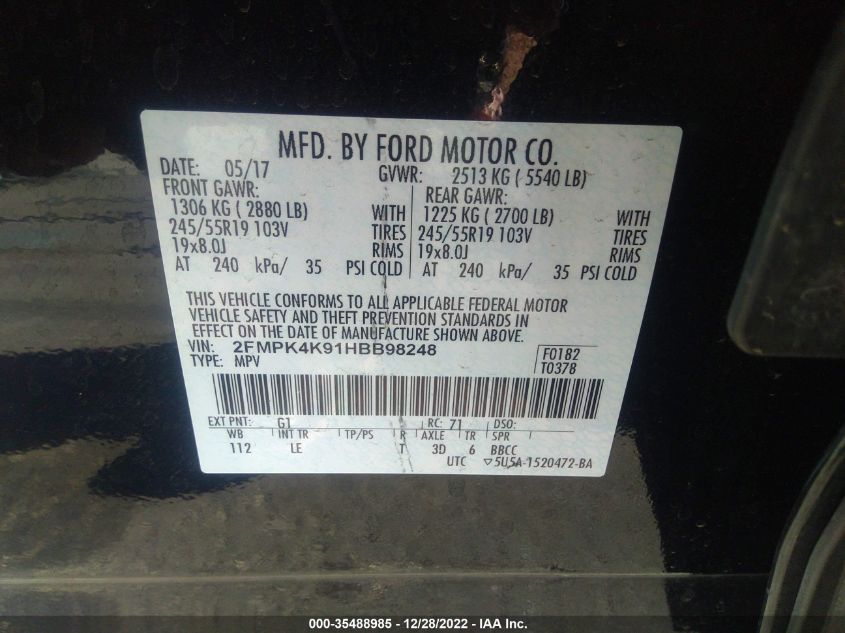 MFD. BY FORD MOTOR CO.
DATE: 05/17 GVWR: 2513 KG ( 5540 LB)
FRONT GAWR: REAR GAWR:
1306 KG ( 2880 LB) WITH 1225 KG ( 2700 LB) WITH
245/55R19 103V TIRES 245/55R19 103V TIRES
19x8.0J RIMS 19x8.0J RIMS
AT 240 kPa/ 35 PSI COLD AT 240 kPa/ 35 PSI COLD
THIS VEHICLE CONFORMS TO ALL APPLICABLE FEDERAL MOTOR
VEHICLE SAFETY AND THEFT PREVENTION STANDARDS IN
EFFECT ON THE DATE OF MANUFACTURE SHOWN ABOVE.
VIN: 2FMPK4K91HBB98248 F0182
TYPE: MPV T0378
EXT PNT: G1 RC: 71 DSO:
WB INT TR TP/PS R AXLE TR SPR
112 LE T 3D 6 BBCC
UTC ▽5U5A-1520472-BA
000-35488985 - 12/28/2022 - IAA Inc.